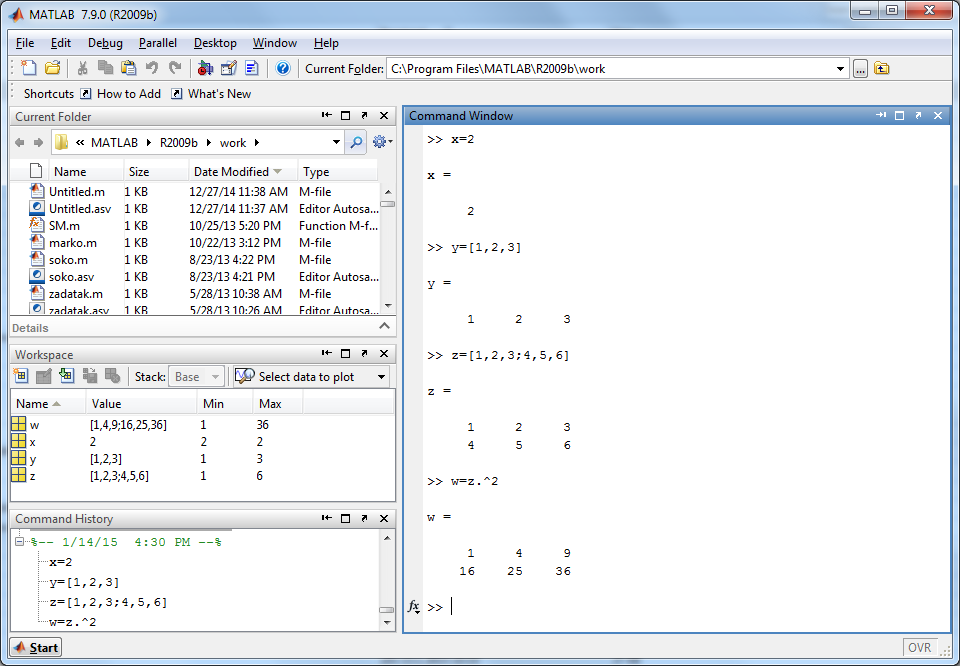 MATLAB 7.9.0 (R2009b)
File Edit Debug Parallel Desktop Window Help
Current Folder: C:\Program Files\MATLAB\R2009b\work ...
Shortcuts How to Add What's New
Current Folder
« MATLAB R2009b work
Name Size Date Modified Type
Untitled.m 1 KB 12/27/14 11:38 AM M-file
Untitled.asv 1 KB 12/27/14 11:37 AM Editor Autosa...
SM.m 1 KB 10/25/13 5:20 PM Function M-f...
marko.m 1 KB 10/22/13 3:12 PM M-file
soko.m 1 KB 8/23/13 4:22 PM M-file
soko.asv 1 KB 8/23/13 4:21 PM Editor Autosa...
zadatak.m 1 KB 5/28/13 10:38 AM M-file
zadatak.asv 1 KB 5/28/13 10:26 AM Editor Autosa...
Details
Workspace
Stack: Base Select data to plot
Name Value Min Max
w [1,4,9;16,25,36] 1 36
x 2 2 2
y [1,2,3] 1 3
z [1,2,3;4,5,6] 1 6
Command History
%-- 1/14/15 4:30 PM --%
x=2
y=[1,2,3]
z=[1,2,3;4,5,6]
w=z.^2
Command Window
>> x=2
x =
2
>> y=[1,2,3]
y =
1 2 3
>> z=[1,2,3;4,5,6]
z =
1 2 3
4 5 6
>> w=z.^2
w =
1 4 9
16 25 36
fx >>
Start
OVR